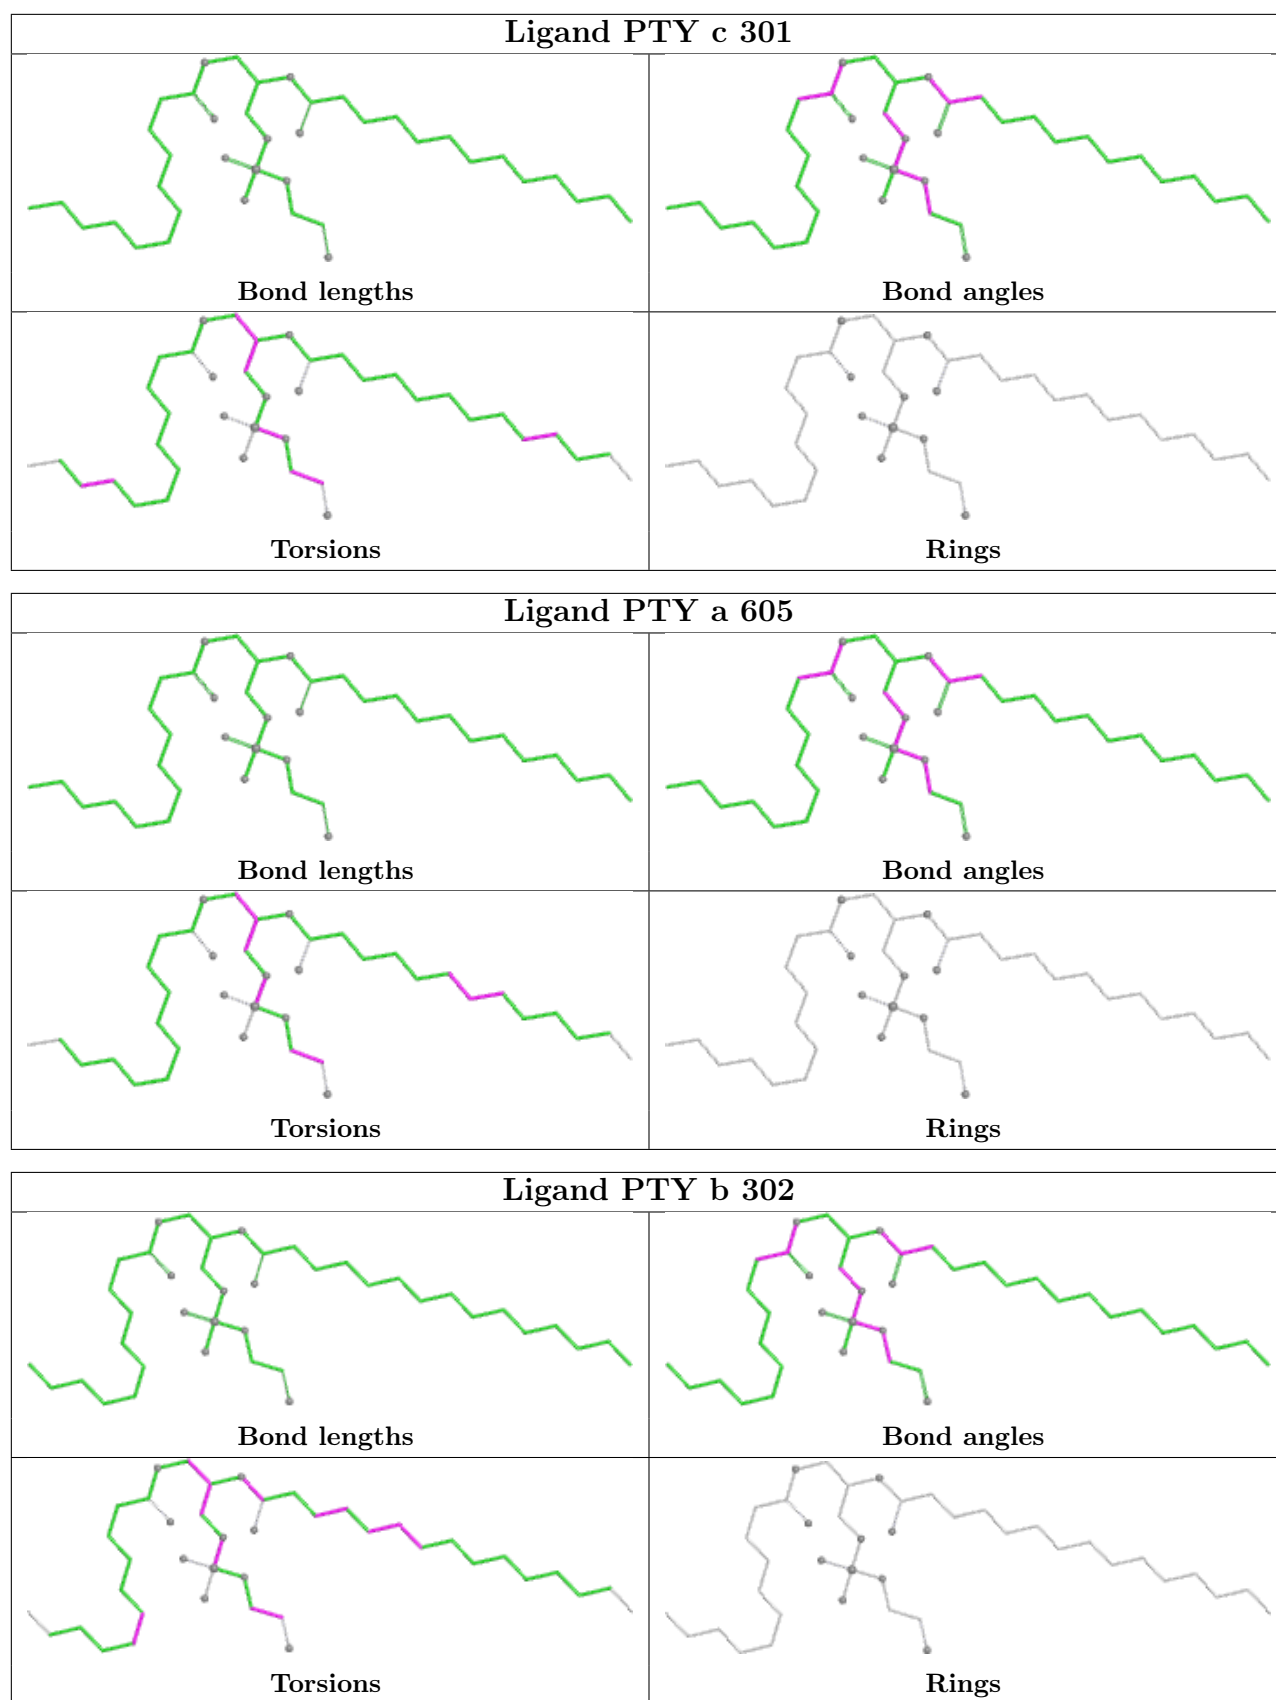 Ligand PTY c 301
Bond lengths
Bond angles
Torsions
Rings
Ligand PTY a 605
Bond lengths
Bond angles
Torsions
Rings
Ligand PTY b 302
Bond lengths
Bond angles
Torsions
Rings